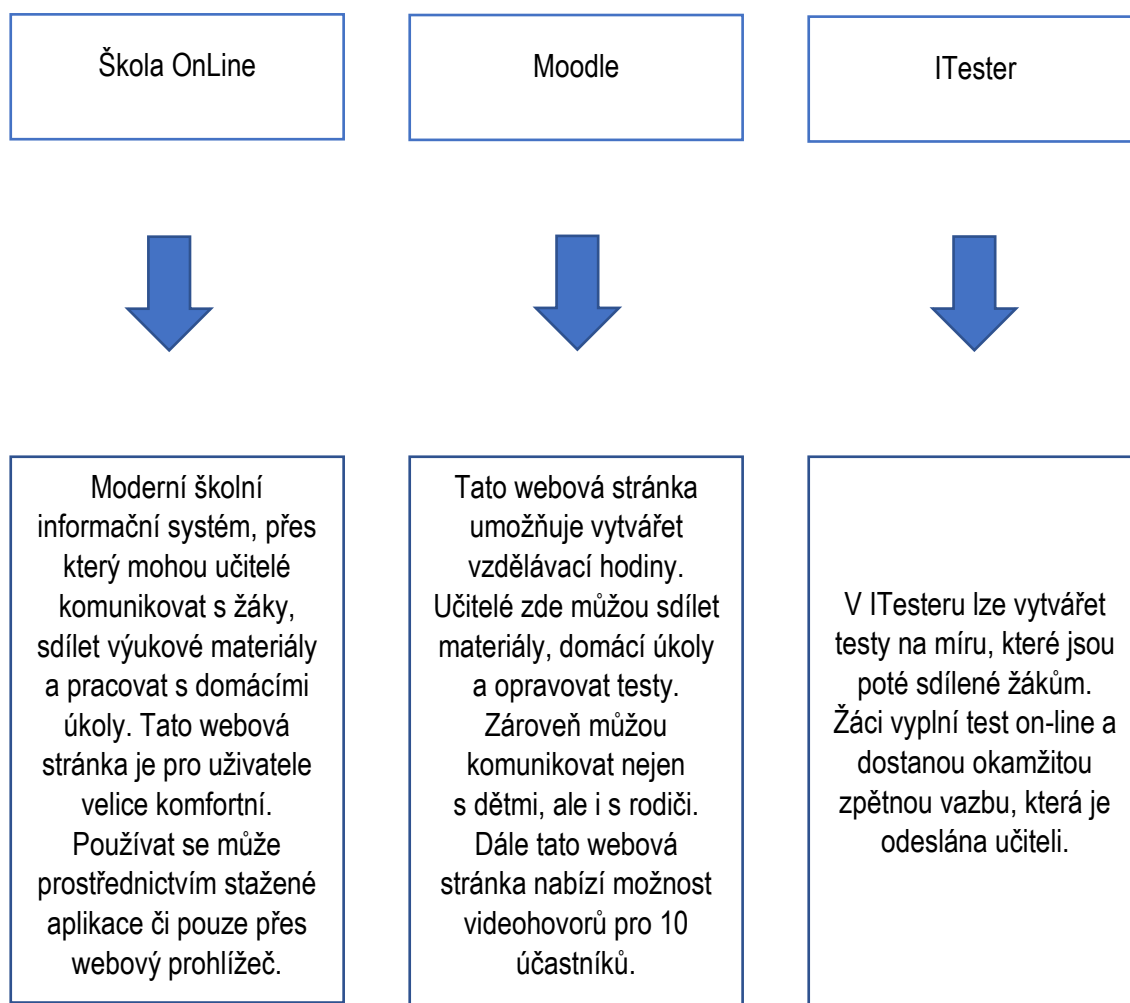 Škola OnLine
Moodle
ITester
Moderní školní
informační systém, přes
který mohou učitelé
komunikovat s žáky,
sdílet výukové materiály
a pracovat s domácími
úkoly. Tato webová
stránka je pro uživatele
velice komfortní.
Používat se může
prostřednictvím stažené
aplikace či pouze přes
webový prohlížeč.
Tato webová stránka
umožňuje vytvářet
vzdělávací hodiny.
Učitelé zde můžou sdílet
materiály, domácí úkoly
a opravovat testy.
Zároveň můžou
komunikovat nejen
s dětmi, ale i s rodiči.
Dále tato webová
stránka nabízí možnost
videohovorů pro 10
účastníků.
V ITesteru lze vytvářet
testy na míru, které jsou
poté sdílené žákům.
Žáci vyplní test on-line a
dostanou okamžitou
zpětnou vazbu, která je
odeslána učiteli.